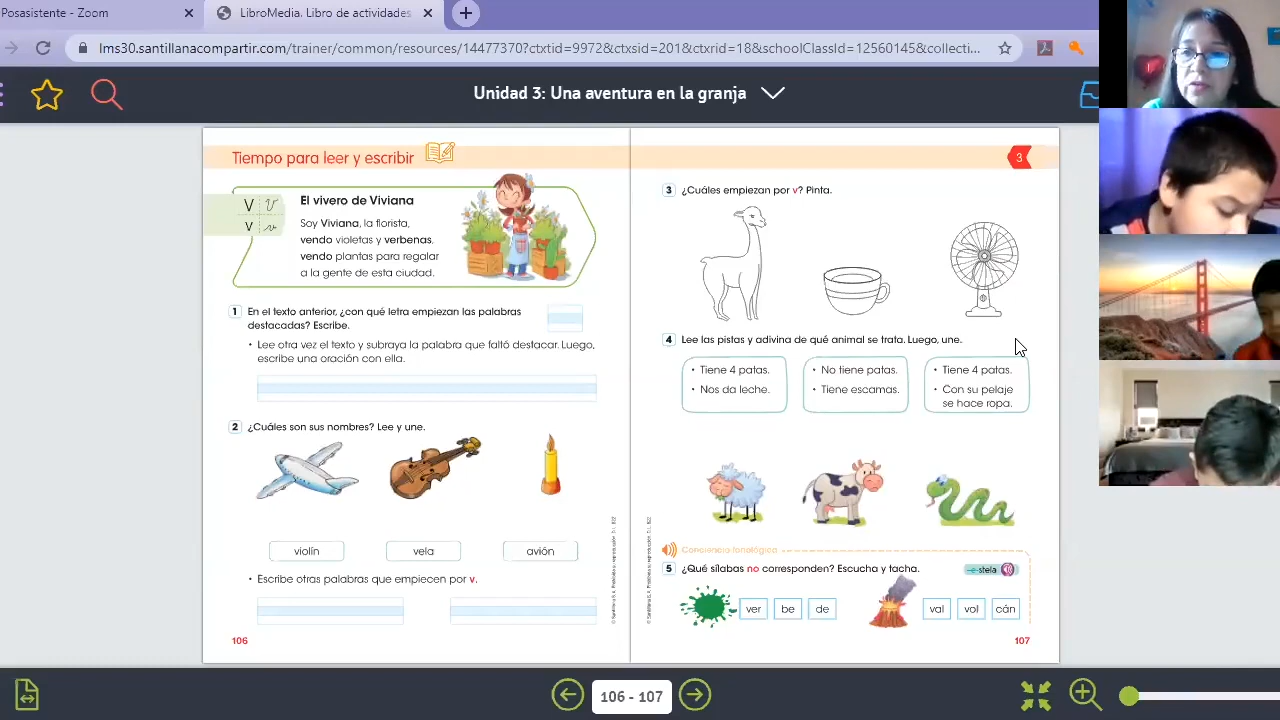 Posasistente - Zoom
LibroMedia, Libro de actividades
lms30.santillanacompartir.com/trainer/common/resources/14477370?ctxtid=9972&ctxsid=201&ctxrid=18&schoolClassId=12560145&collecti...
Unidad 3: Una aventura en la granja
Tiempo para leer y escribir
V V
v v
El vivero de Viviana
Soy Viviana, la florista,
vendo violetas y verbenas,
vendo plantas para regalar
a la gente de esta ciudad.
1 En el texto anterior, ¿con qué letra empiezan las palabras
destacadas? Escribe.
• Lee otra vez el texto y subraya la palabra que faltó destacar. Luego,
escribe una oración con ella.
2 ¿Cuáles son sus nombres? Lee y une.
violín vela avión
• Escribe otras palabras que empiecen por v.
106
3
3 ¿Cuáles empiezan por v? Pinta.
4 Lee las pistas y adivina de qué animal se trata. Luego, une.
• Tiene 4 patas.
• Nos da leche.
• No tiene patas.
• Tiene escamas.
• Tiene 4 patas.
• Con su pelaje
se hace ropa.
Conciencia fonológica
5 ¿Qué sílabas no corresponden? Escucha y tacha.
-e-stela
ver be de val vol cán
107
106 - 107